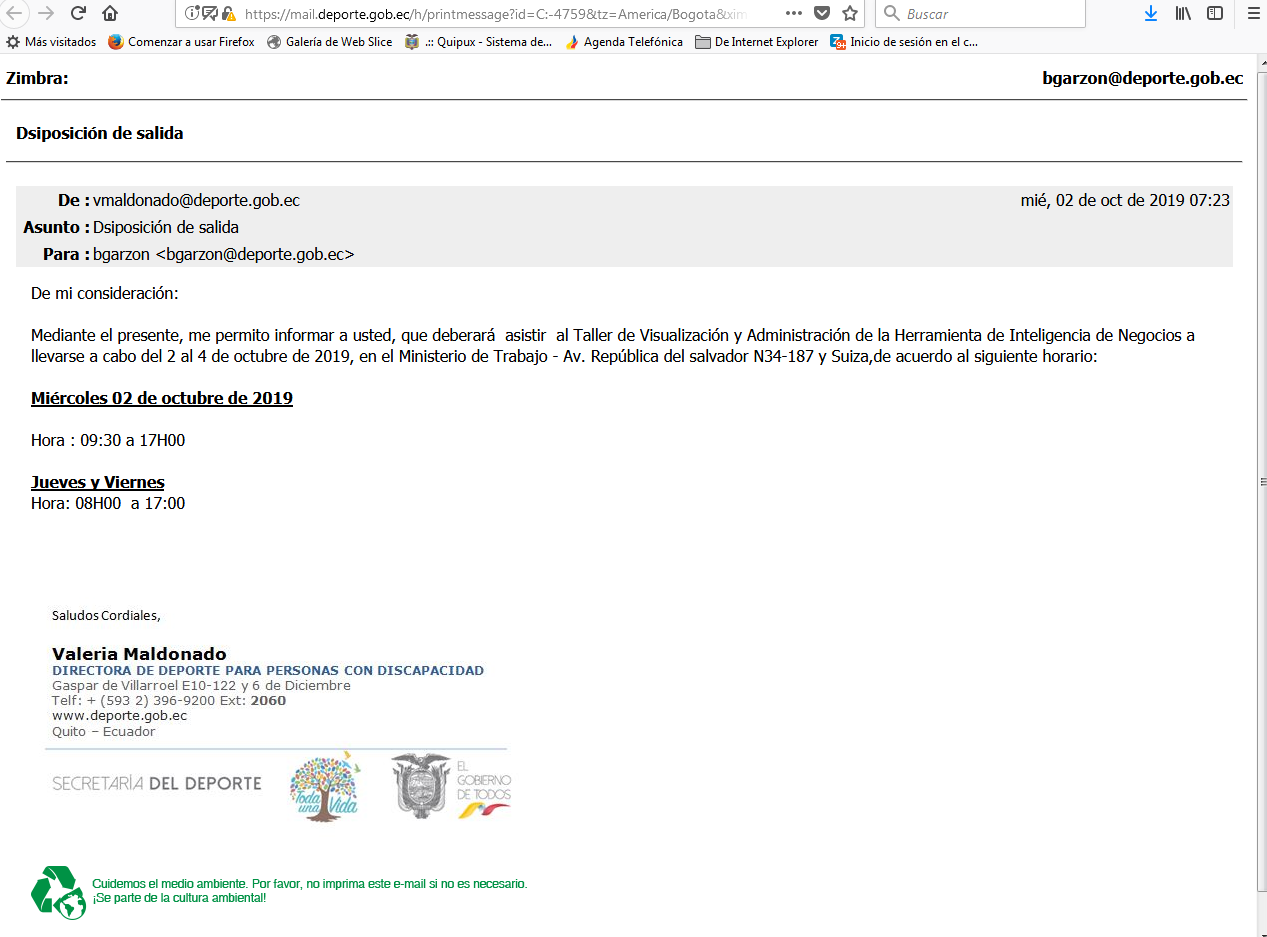 https://mail.deporte.gob.ec/h/printmessage?id=C:-4759&tz=America/Bogota&xim
Buscar
Más visitados Comenzar a usar Firefox Galería de Web Slice .:: Quipux - Sistema de... Agenda Telefónica De Internet Explorer Inicio de sesión en el c...
Zimbra: bgarzon@deporte.gob.ec
Dsiposición de salida
De : vmaldonado@deporte.gob.ec mié, 02 de oct de 2019 07:23
Asunto : Dsiposición de salida
Para : bgarzon <bgarzon@deporte.gob.ec>
De mi consideración:
Mediante el presente, me permito informar a usted, que deberará  asistir  al Taller de Visualización y Administración de la Herramienta de Inteligencia de Negocios a
llevarse a cabo del 2 al 4 de octubre de 2019, en el Ministerio de Trabajo - Av. República del salvador N34-187 y Suiza,de acuerdo al siguiente horario:
Miércoles 02 de octubre de 2019
Hora : 09:30 a 17H00
Jueves y Viernes
Hora: 08H00  a 17:00
Saludos Cordiales,
Valeria Maldonado
DIRECTORA DE DEPORTE PARA PERSONAS CON DISCAPACIDAD
Gaspar de Villarroel E10-122 y 6 de Diciembre
Telf: + (593 2) 396-9200 Ext: 2060
www.deporte.gob.ec
Quito – Ecuador
SECRETARÍA DEL DEPORTE
Toda
una Vida
EL
GOBIERNO
DE TODOS
Cuidemos el medio ambiente. Por favor, no imprima este e-mail si no es necesario.
¡Se parte de la cultura ambiental!